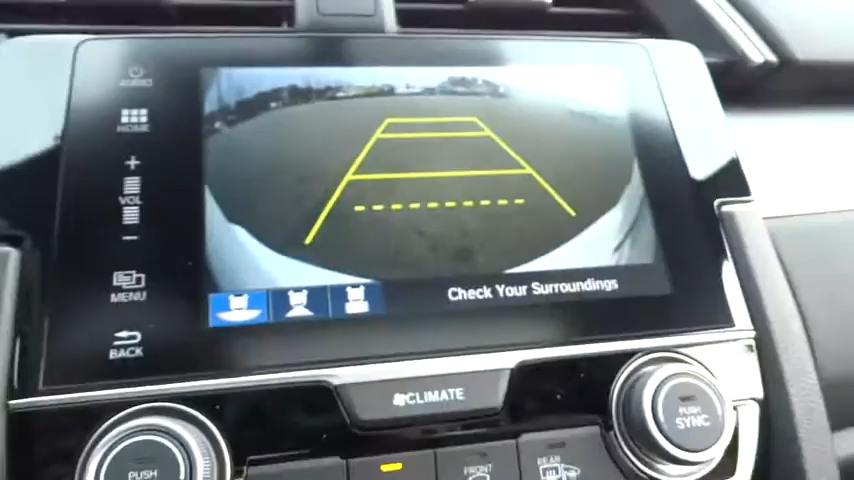 AUDIO
HOME
+
VOL
−
MENU
BACK
Check Your Surroundings
CLIMATE
PUSH
SYNC
PUSH
FRONT
REAR